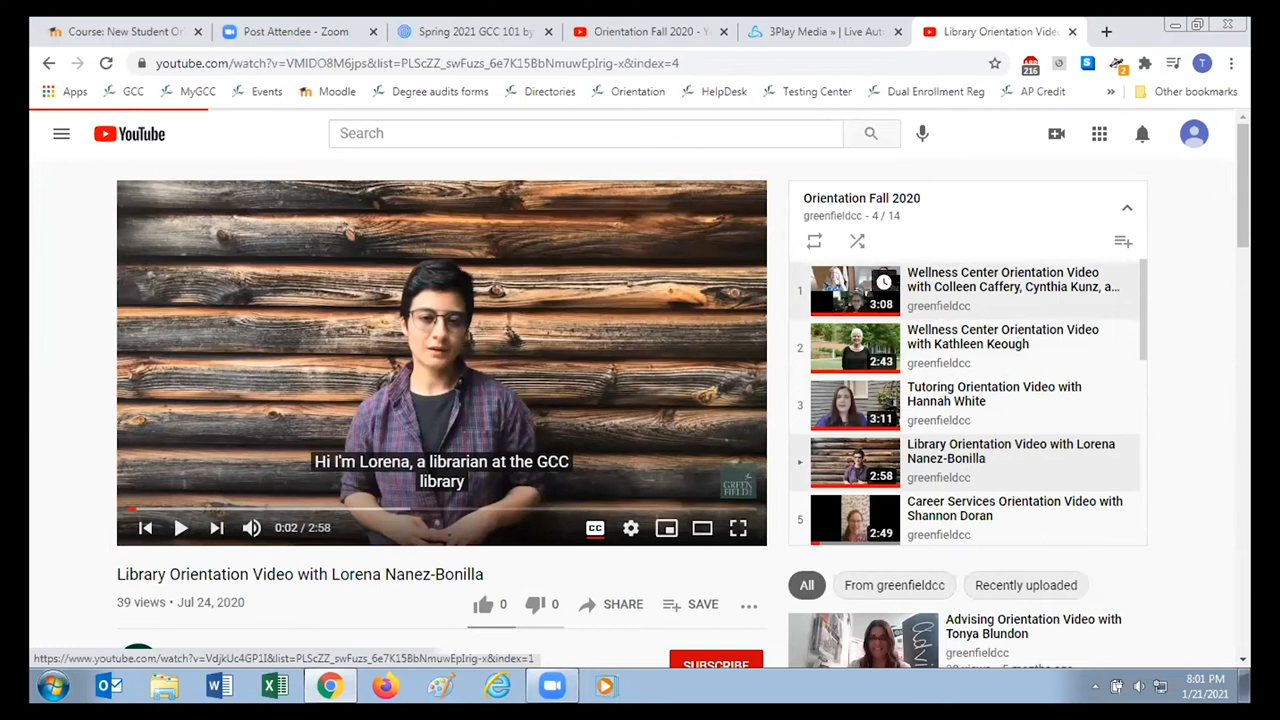 Course: New Student Or
Post Attendee - Zoom
Spring 2021 GCC 101 by
Orientation Fall 2020 - Yo
3Play Media » | Live Aut
Library Orientation Vide
youtube.com/watch?v=VMIDO8M6jps&list=PLScZZ_swFuzs_6e7K15BbNmuwEpIrig-x&index=4
216
2
T
Apps
GCC
MyGCC
Events
Moodle
Degree audits forms
Directories
Orientation
HelpDesk
Testing Center
Dual Enrollment Reg
AP Credit
»
Other bookmarks
YouTube
Search
Orientation Fall 2020
greenfieldcc - 4 / 14
1
3:08
Wellness Center Orientation Video
with Colleen Caffery, Cynthia Kunz, a...
greenfieldcc
2
2:43
Wellness Center Orientation Video
with Kathleen Keough
greenfieldcc
3
3:11
Tutoring Orientation Video with
Hannah White
greenfieldcc
2:58
Library Orientation Video with Lorena
Nanez-Bonilla
greenfieldcc
5
2:49
Career Services Orientation Video with
Shannon Doran
greenfieldcc
Hi I'm Lorena, a librarian at the GCC
library
GREEN
FIELD
0:02 / 2:58
CC
Library Orientation Video with Lorena Nanez-Bonilla
39 views • Jul 24, 2020
0
0
SHARE
SAVE
All
From greenfieldcc
Recently uploaded
Advising Orientation Video with
Tonya Blundon
SUBSCRIBE
https://www.youtube.com/watch?v=VdjkUc4GP1I&list=PLScZZ_swFuzs_6e7K15BbNmuwEpIrig-x&index=1
8:01 PM
1/21/2021